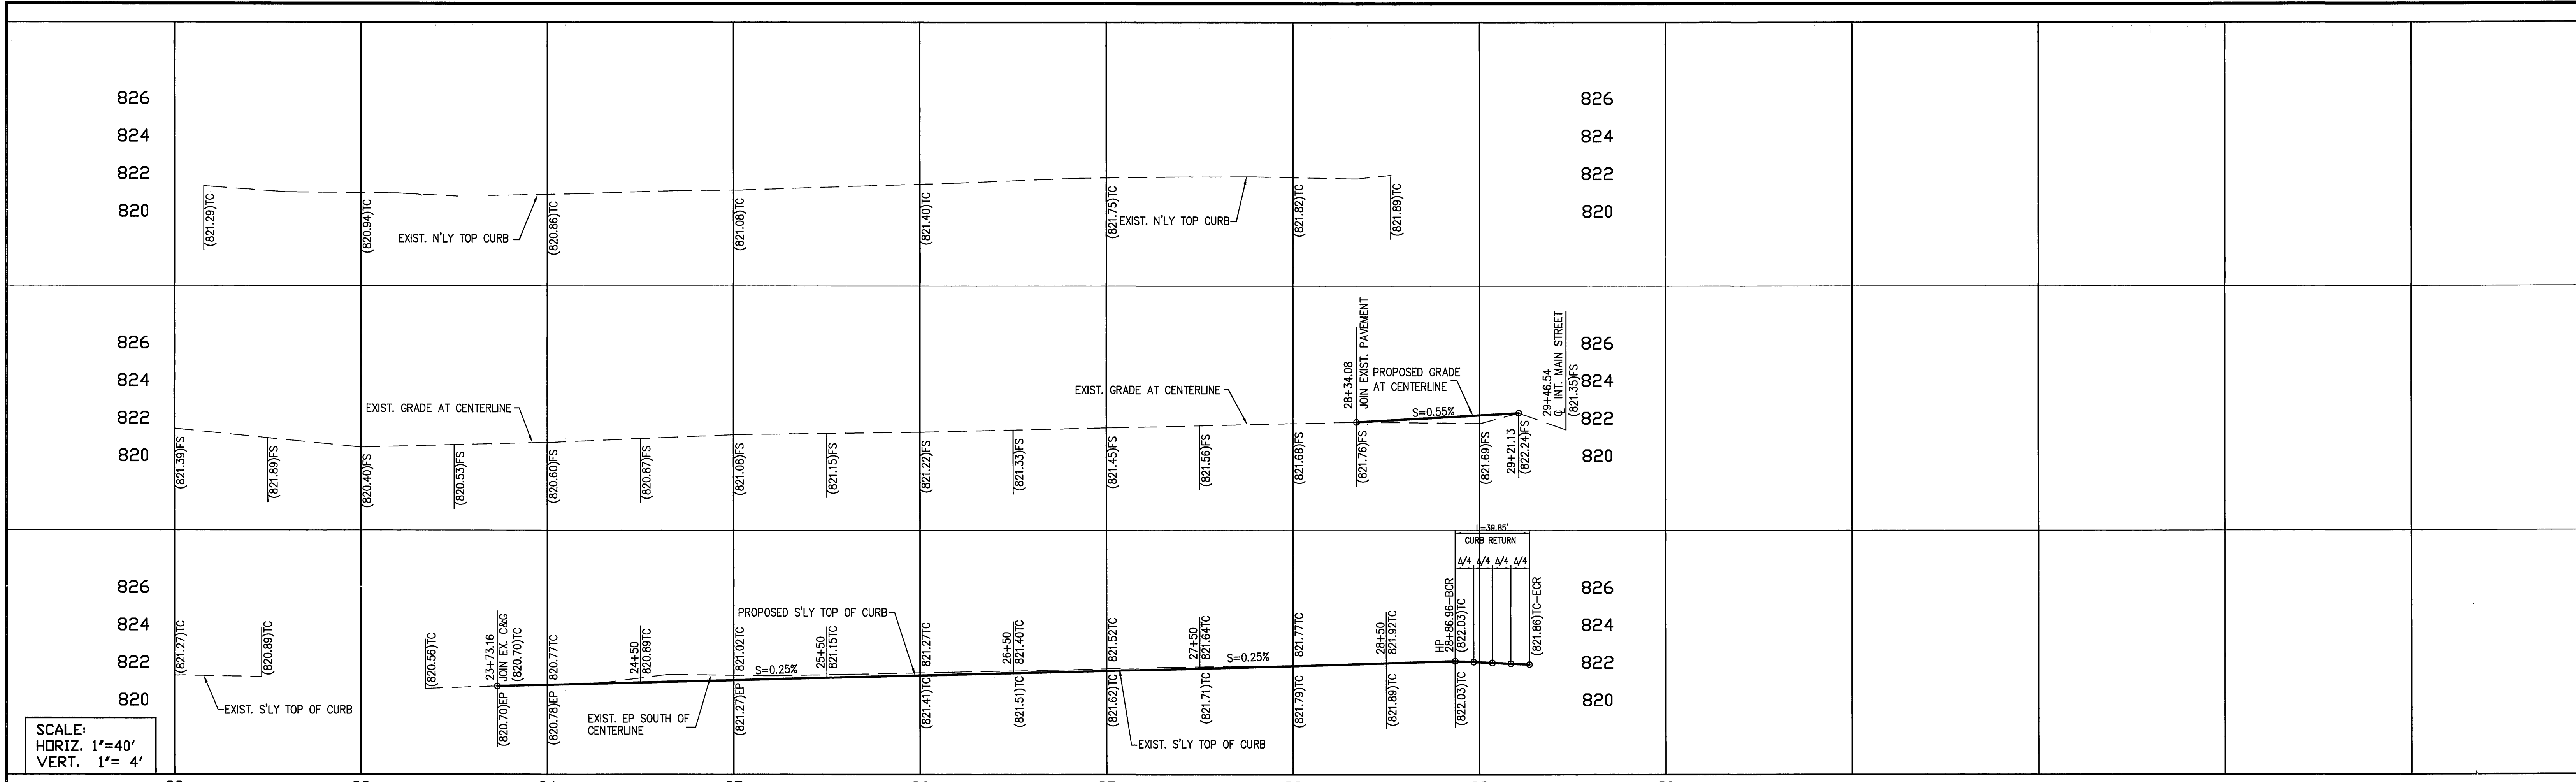 826
824
822
820
(821.29)TC
(820.94)TC
EXIST. N'LY TOP CURB
(820.86)TC
(821.08)TC
(821.40)TC
(821.75)TC
EXIST. N'LY TOP CURB
(821.82)TC
(821.89)TC
826
824
822
820
826
824
822
820
(821.39)FS
(821.89)FS
EXIST. GRADE AT CENTERLINE
(820.40)FS
(820.53)FS
(820.60)FS
(820.87)FS
(821.08)FS
(821.15)FS
(821.22)FS
(821.33)FS
EXIST. GRADE AT CENTERLINE
(821.45)FS
(821.56)FS
(821.68)FS
28+34.08
JOIN EXIST. PAVEMENT
(821.76)FS
PROPOSED GRADE
AT CENTERLINE
S=0.55%
(821.69)FS
29+21.13
(822.24)FS
29+46.54
℄ INT. MAIN STREET
(821.35)FS
826
824
822
820
826
824
822
820
(821.27)TC
(820.89)TC
EXIST. S'LY TOP OF CURB
(820.56)TC
23+73.16
JOIN EX. C&G
(820.70)TC
(820.70)EP
820.77TC
(820.78)EP
24+50
820.89TC
EXIST. EP SOUTH OF
CENTERLINE
821.02TC
(821.27)EP
S=0.25%
PROPOSED S'LY TOP OF CURB
25+50
821.15TC
821.27TC
(821.41)TC
26+50
821.40TC
(821.51)TC
821.52TC
(821.62)TC
EXIST. S'LY TOP OF CURB
27+50
821.64TC
(821.71)TC
S=0.25%
821.77TC
(821.79)TC
28+50
821.92TC
(821.89)TC
HP
28+86.96-BCR
(822.03)TC
(822.03)TC
L=39.85'
CURB RETURN
Δ/4 Δ/4 Δ/4 Δ/4
(821.86)TC-ECR
826
824
822
820
SCALE:
HORIZ. 1"=40'
VERT. 1"= 4'